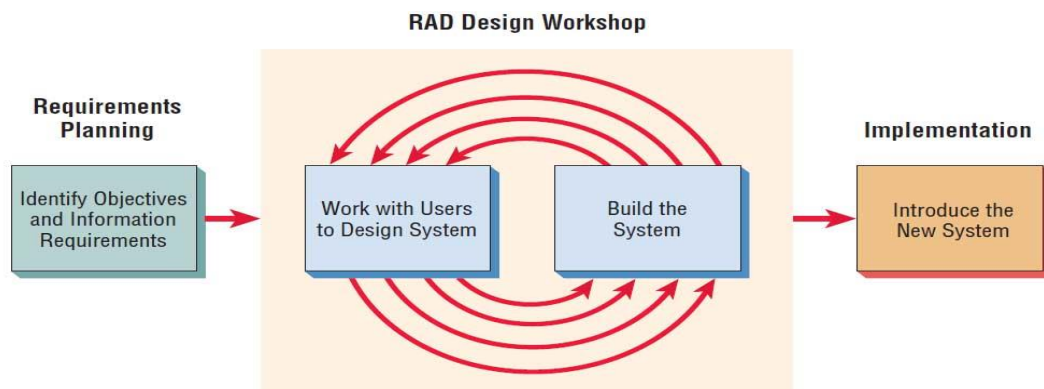 RAD Design Workshop
Requirements
Planning
Identify Objectives
and Information
Requirements
Work with Users
to Design System
Build the
System
Implementation
Introduce the
New System